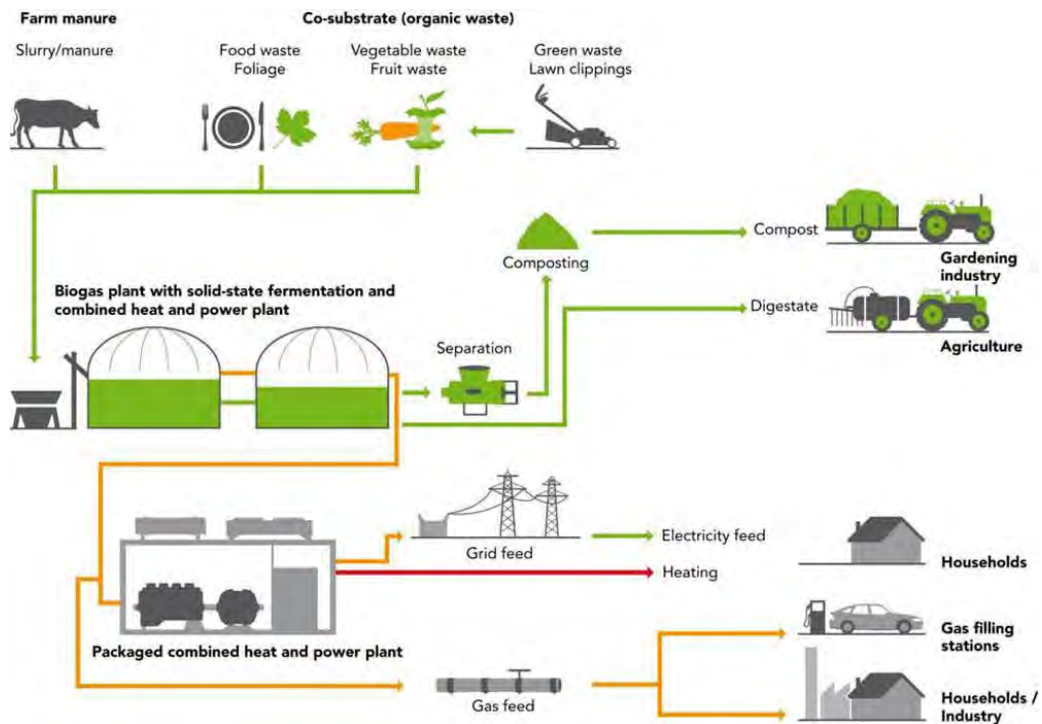 Farm manure
Co-substrate (organic waste)
Slurry/manure
Food waste
Foliage
Vegetable waste
Fruit waste
Green waste
Lawn clippings
Composting
Compost
Gardening
industry
Biogas plant with solid-state fermentation and
combined heat and power plant
Separation
Digestate
Agriculture
Grid feed
Electricity feed
Heating
Households
Packaged combined heat and power plant
Gas feed
Gas filling
stations
Households /
Industry